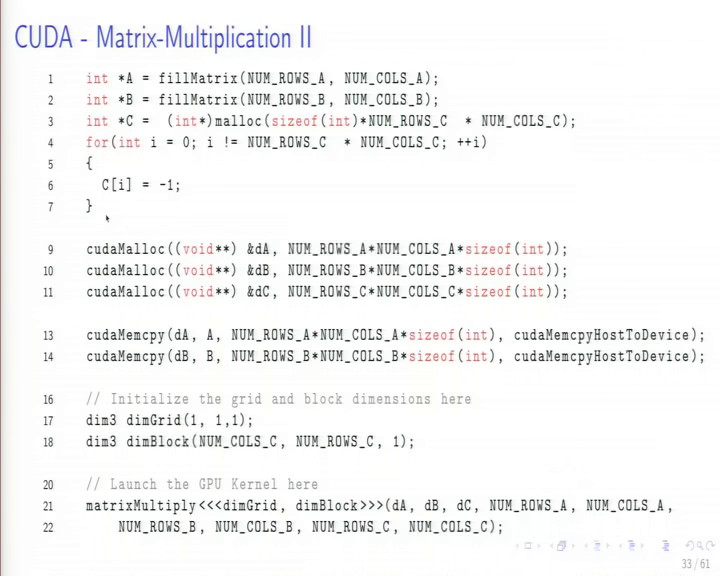 CUDA - Matrix-Multiplication II
1 int *A = fillMatrix(NUM_ROWS_A, NUM_COLS_A);
2 int *B = fillMatrix(NUM_ROWS_B, NUM_COLS_B);
3 int *C = (int*)malloc(sizeof(int)*NUM_ROWS_C * NUM_COLS_C);
4 for(int i = 0; i != NUM_ROWS_C * NUM_COLS_C; ++i)
5 {
6 C[i] = -1;
7 }
9 cudaMalloc((void**) &dA, NUM_ROWS_A*NUM_COLS_A*sizeof(int));
10 cudaMalloc((void**) &dB, NUM_ROWS_B*NUM_COLS_B*sizeof(int));
11 cudaMalloc((void**) &dC, NUM_ROWS_C*NUM_COLS_C*sizeof(int));
13 cudaMemcpy(dA, A, NUM_ROWS_A*NUM_COLS_A*sizeof(int), cudaMemcpyHostToDevice);
14 cudaMemcpy(dB, B, NUM_ROWS_B*NUM_COLS_B*sizeof(int), cudaMemcpyHostToDevice);
16 // Initialize the grid and block dimensions here
17 dim3 dimGrid(1, 1,1);
18 dim3 dimBlock(NUM_COLS_C, NUM_ROWS_C, 1);
20 // Launch the GPU Kernel here
21 matrixMultiply<<<dimGrid, dimBlock>>>(dA, dB, dC, NUM_ROWS_A, NUM_COLS_A,
22 NUM_ROWS_B, NUM_COLS_B, NUM_ROWS_C, NUM_COLS_C);
33/61